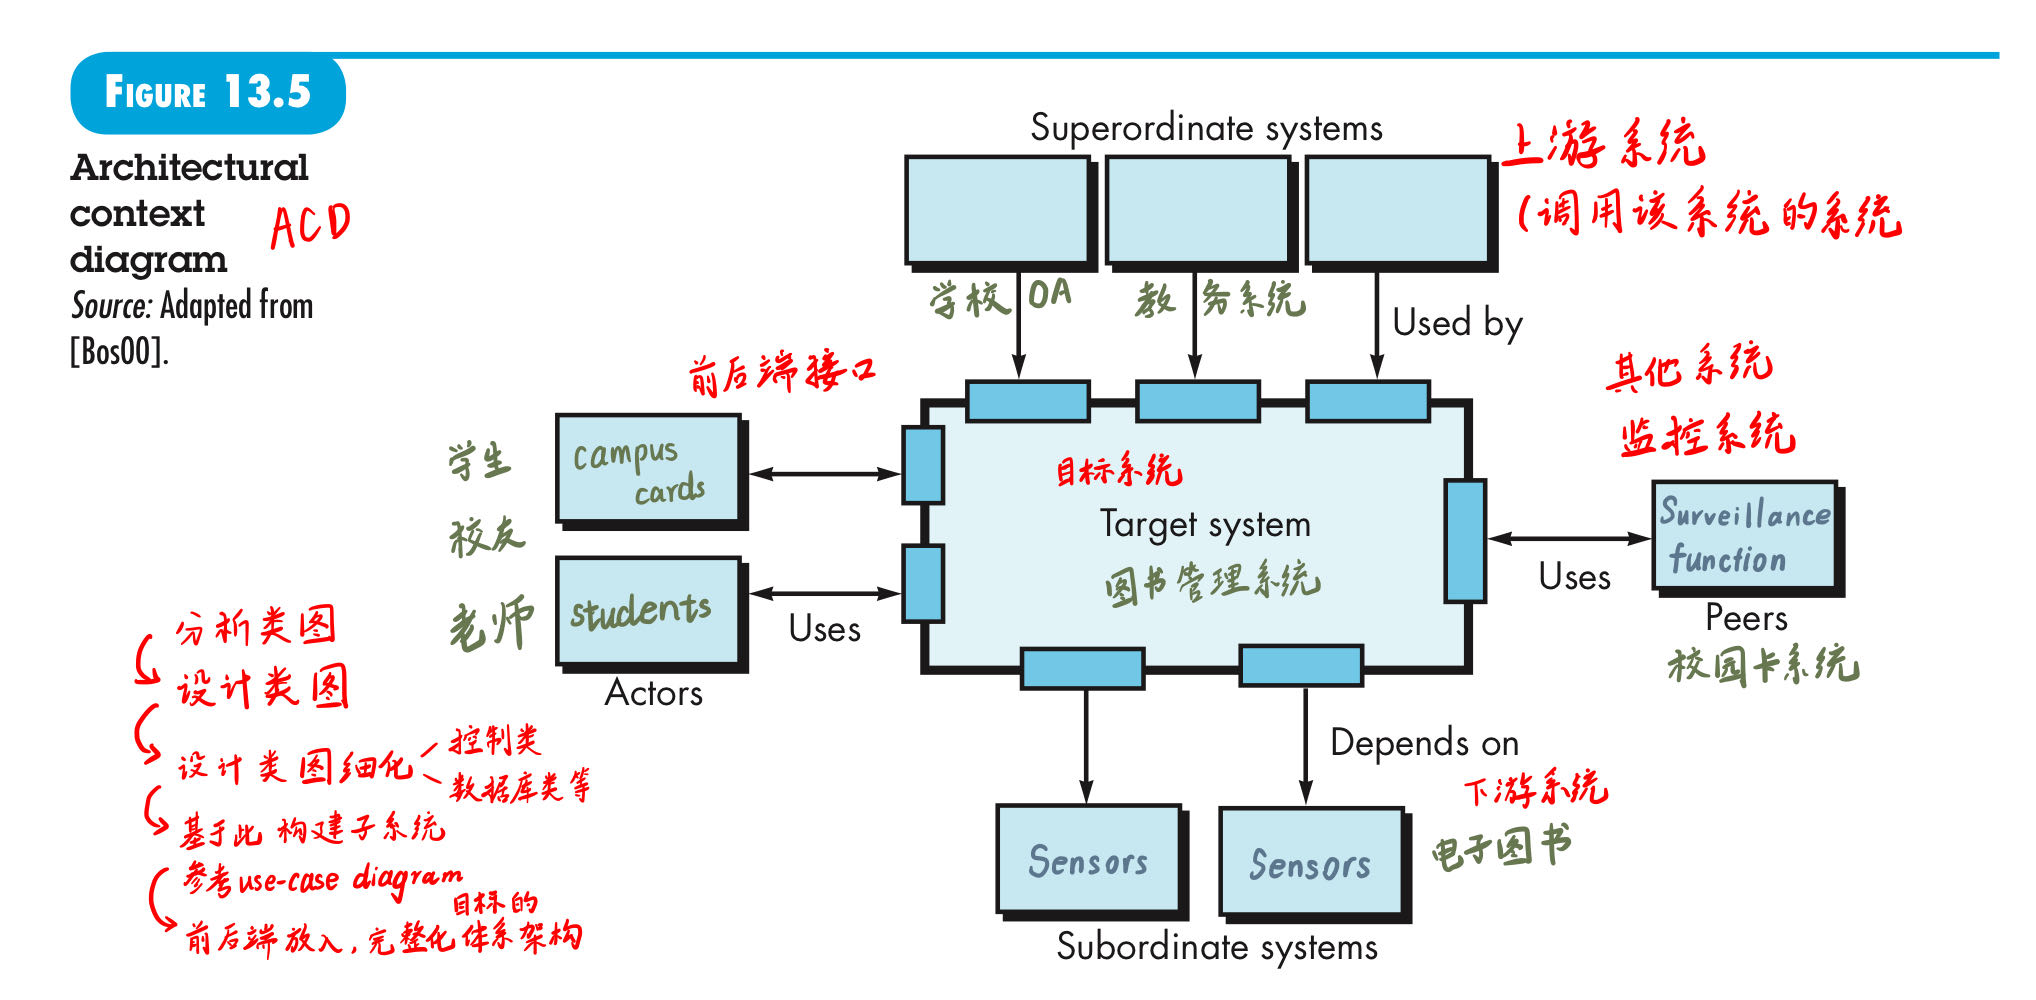 FIGURE 13.5
Architectural
context
diagram
ACD
Source: Adapted from
[Bos00].
Superordinate systems
上游系统
(调用该系统的系统
学校OA
教务系统
Used by
前后端接口
其他系统
监控系统
学生
校友
老师
campus
cards
students
Uses
Actors
目标系统
Target system
图书管理系统
Surveillance
function
Uses
Peers
校园卡系统
分析类图
设计类图
设计类图细化
控制类
数据库类等
基于此构建子系统
参考use-case diagram
目标的
前后端放入,完整化体系架构
Depends on
下游系统
电子图书
Sensors
Sensors
Subordinate systems